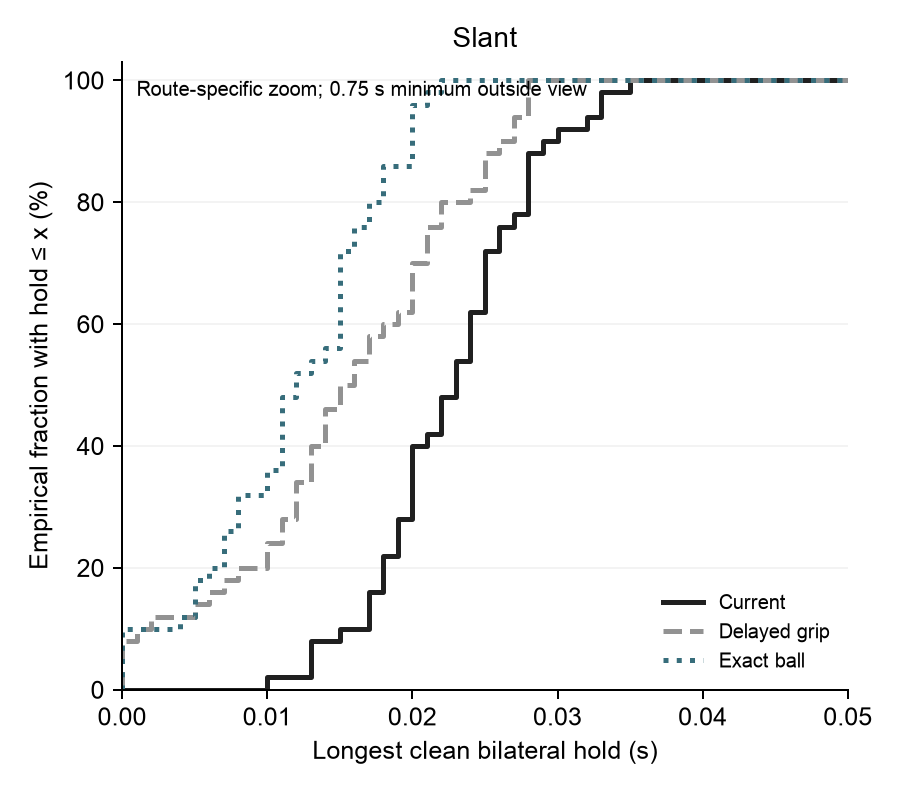 Slant
Route-specific zoom; 0.75 s minimum outside view
Empirical fraction with hold ≤ x (%)
100
80
60
40
20
0
0.00 0.01 0.02 0.03 0.04 0.05
Longest clean bilateral hold (s)
Current
Delayed grip
Exact ball